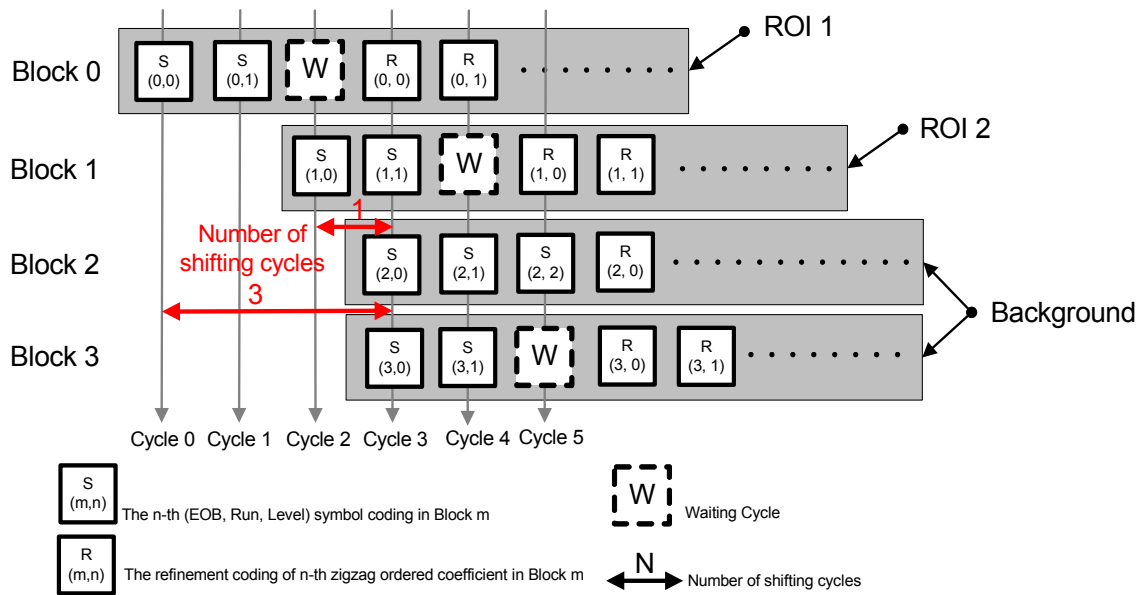 ROI 1
Block 0
S
(0,0)
S
(0,1)
W
R
(0, 0)
R
(0, 1)
ROI 2
Block 1
S
(1,0)
S
(1,1)
W
R
(1, 0)
R
(1, 1)
1
Number of
shifting cycles
3
Block 2
S
(2,0)
S
(2,1)
S
(2, 2)
R
(2, 0)
Background
Block 3
S
(3,0)
S
(3,1)
W
R
(3, 0)
R
(3, 1)
Cycle 0
Cycle 1
Cycle 2
Cycle 3
Cycle 4
Cycle 5
S
(m,n)
The n-th (EOB, Run, Level) symbol coding in Block m
W
Waiting Cycle
R
(m,n)
The refinement coding of n-th zigzag ordered coefficient in Block m
N
Number of shifting cycles